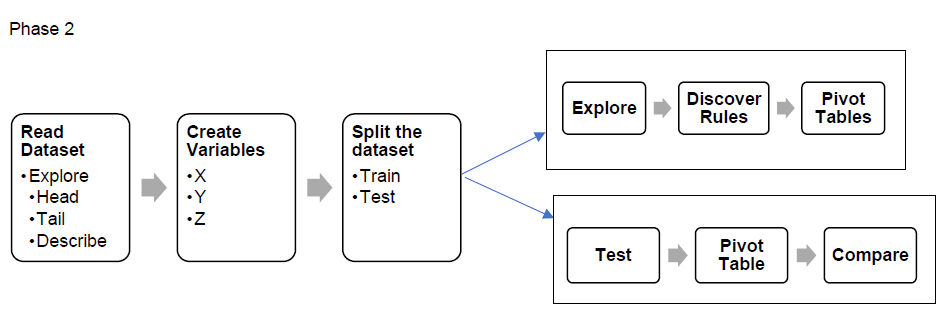 Phase 2
Read
Dataset
•Explore
•Head
•Tail
•Describe
Create
Variables
•X
•Y
•Z
Split the
dataset
•Train
•Test
Explore
Discover
Rules
Pivot
Tables
Test
Pivot
Table
Compare